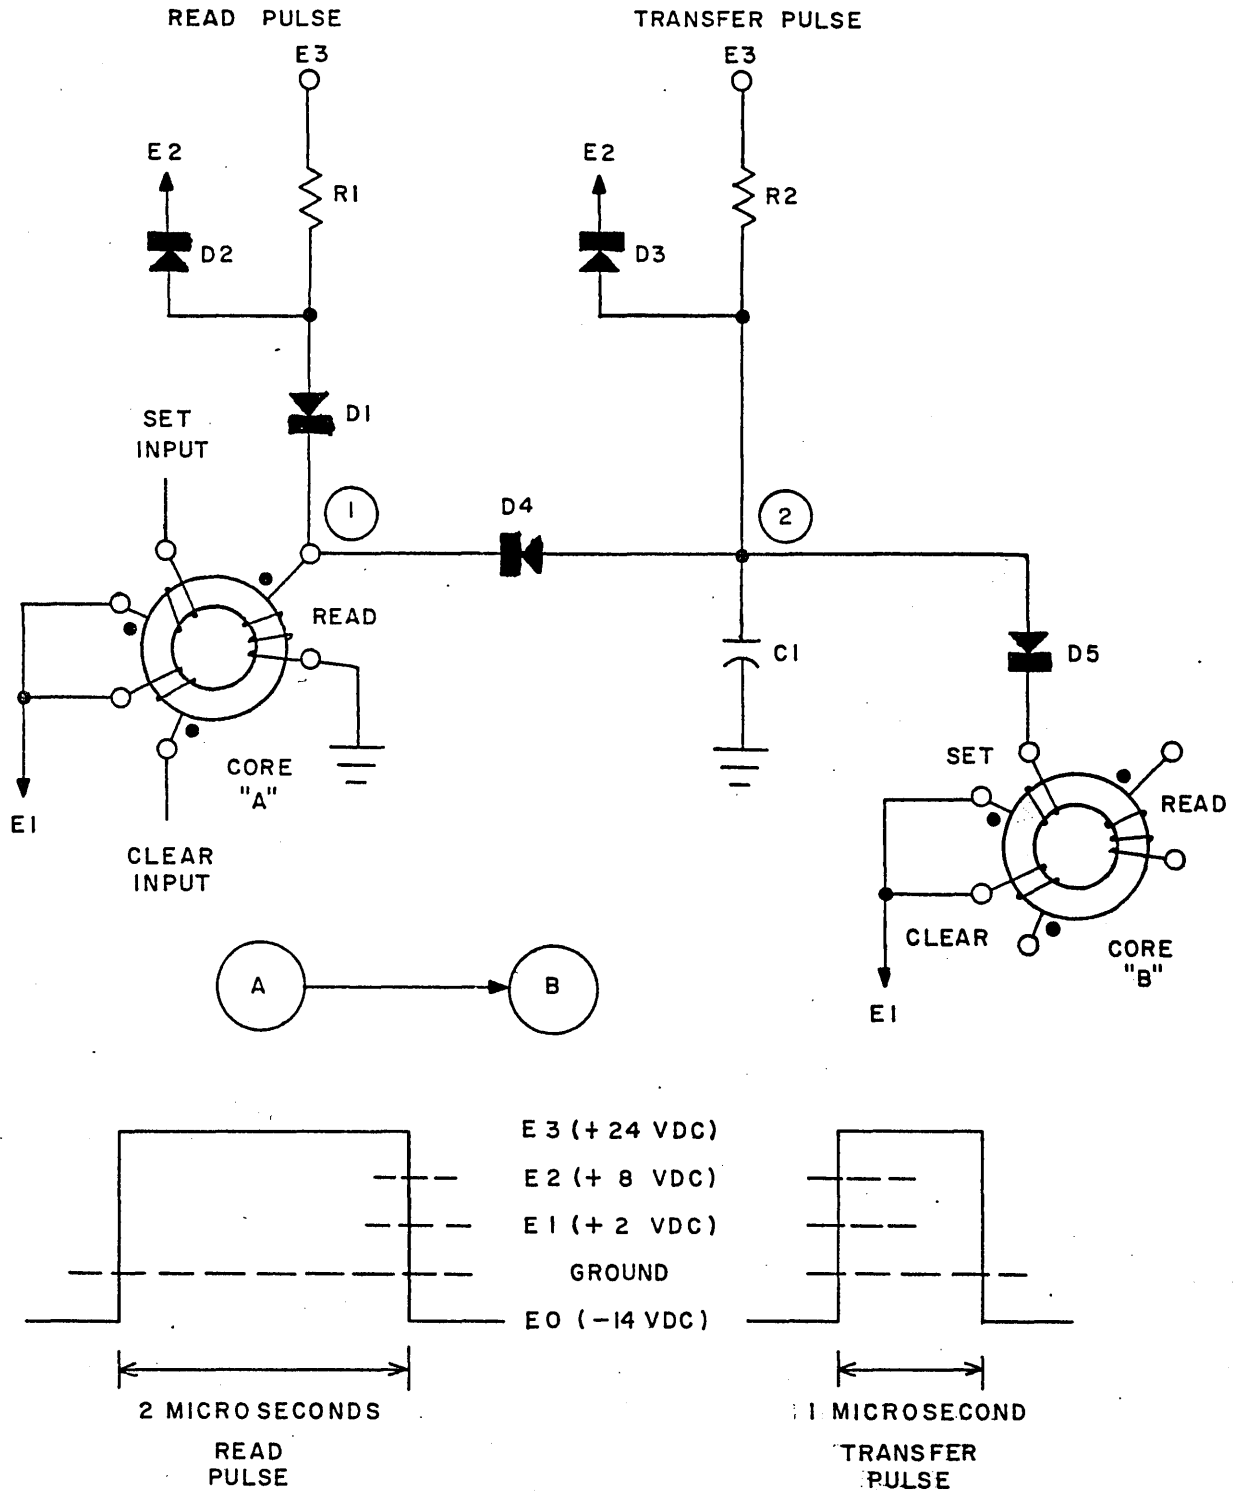 READ PULSE
E3
TRANSFER PULSE
E3
E2
D2
R1
E2
D3
R2
D1
SET
INPUT
1
D4
2
READ
C1
D5
CORE
"A"
E1
CLEAR
INPUT
SET
READ
CLEAR
CORE
"B"
E1
A
B
E3 (+ 24 VDC)
E2 (+ 8 VDC)
E1 (+ 2 VDC)
GROUND
E0 (-14 VDC)
2 MICROSECONDS
READ
PULSE
1 MICROSECOND
TRANSFER
PULSE